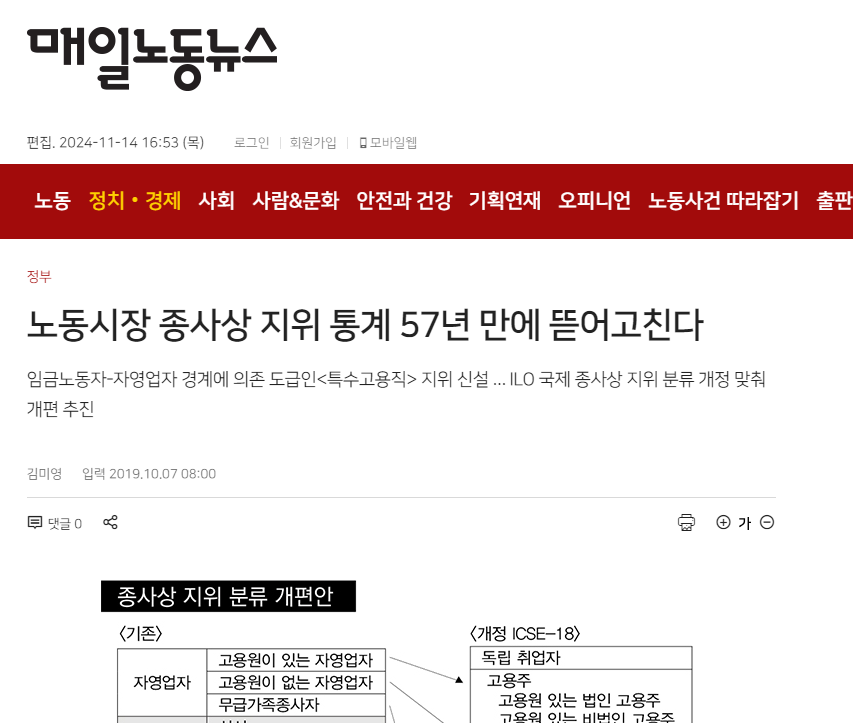 매일노동뉴스
편집. 2024-11-14 16:53 (목) 로그인 회원가입 모바일웹
노동 정치·경제 사회 사람&문화 안전과 건강 기획연재 오피니언 노동사건 따라잡기 출판
정부
노동시장 종사상 지위 통계 57년 만에 뜯어고친다
임금노동자-자영업자 경계에 의존 도급인<특수고용직> 지위 신설 … ILO 국제 종사상 지위 분류 개정 맞춰
개편 추진
김미영 입력 2019.10.07 08:00
댓글 0 가
종사상 지위 분류 개편안
〈기존〉
자영업자
고용원이 있는 자영업자
고용원이 없는 자영업자
무급가족종사자
〈개정 ICSE-18〉
독립 취업자
고용주
고용원 있는 법인 고용주
고용원 있는 비법인 고용주